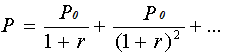 P = P₀/(1 + r) + P₀/(1 + r)² + ...